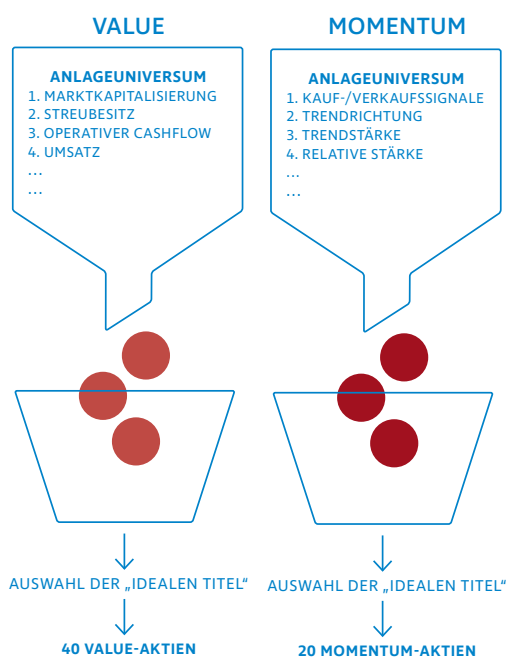 VALUE
ANLAGEUNIVERSUM
1. MARKTKAPITALISIERUNG
2. STREUBESITZ
3. OPERATIVER CASHFLOW
4. UMSATZ
...
...
AUSWAHL DER „IDEALEN TITEL“
40 VALUE-AKTIEN
MOMENTUM
ANLAGEUNIVERSUM
1. KAUF-/VERKAUFSSIGNALE
2. TRENDRICHTUNG
3. TRENDSTÄRKE
4. RELATIVE STÄRKE
...
...
AUSWAHL DER „IDEALEN TITEL“
20 MOMENTUM-AKTIEN